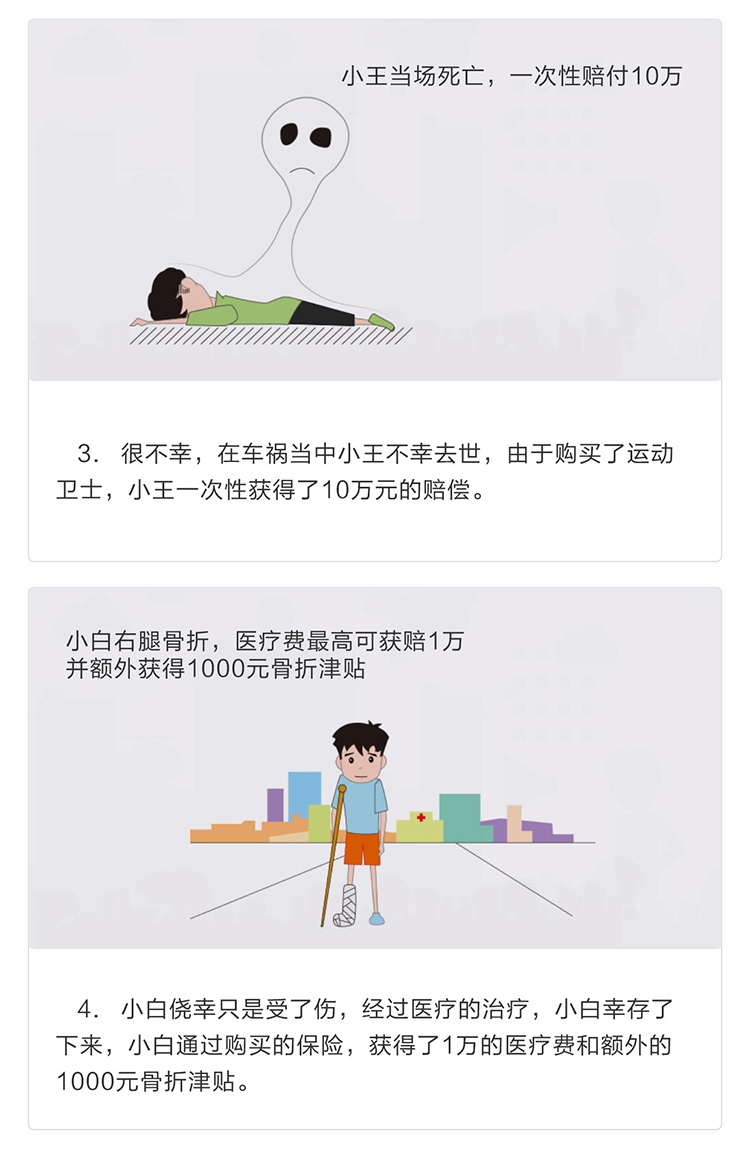 小王当场死亡，一次性赔付10万
3. 很不幸，在车祸当中小王不幸去世，由于购买了运动
卫士，小王一次性获得了10万元的赔偿。
小白右腿骨折，医疗费最高可获赔1万
并额外获得1000元骨折津贴
4. 小白侥幸只是受了伤，经过医疗的治疗，小白幸存了
下来，小白通过购买的保险，获得了1万的医疗费和额外的
1000元骨折津贴。